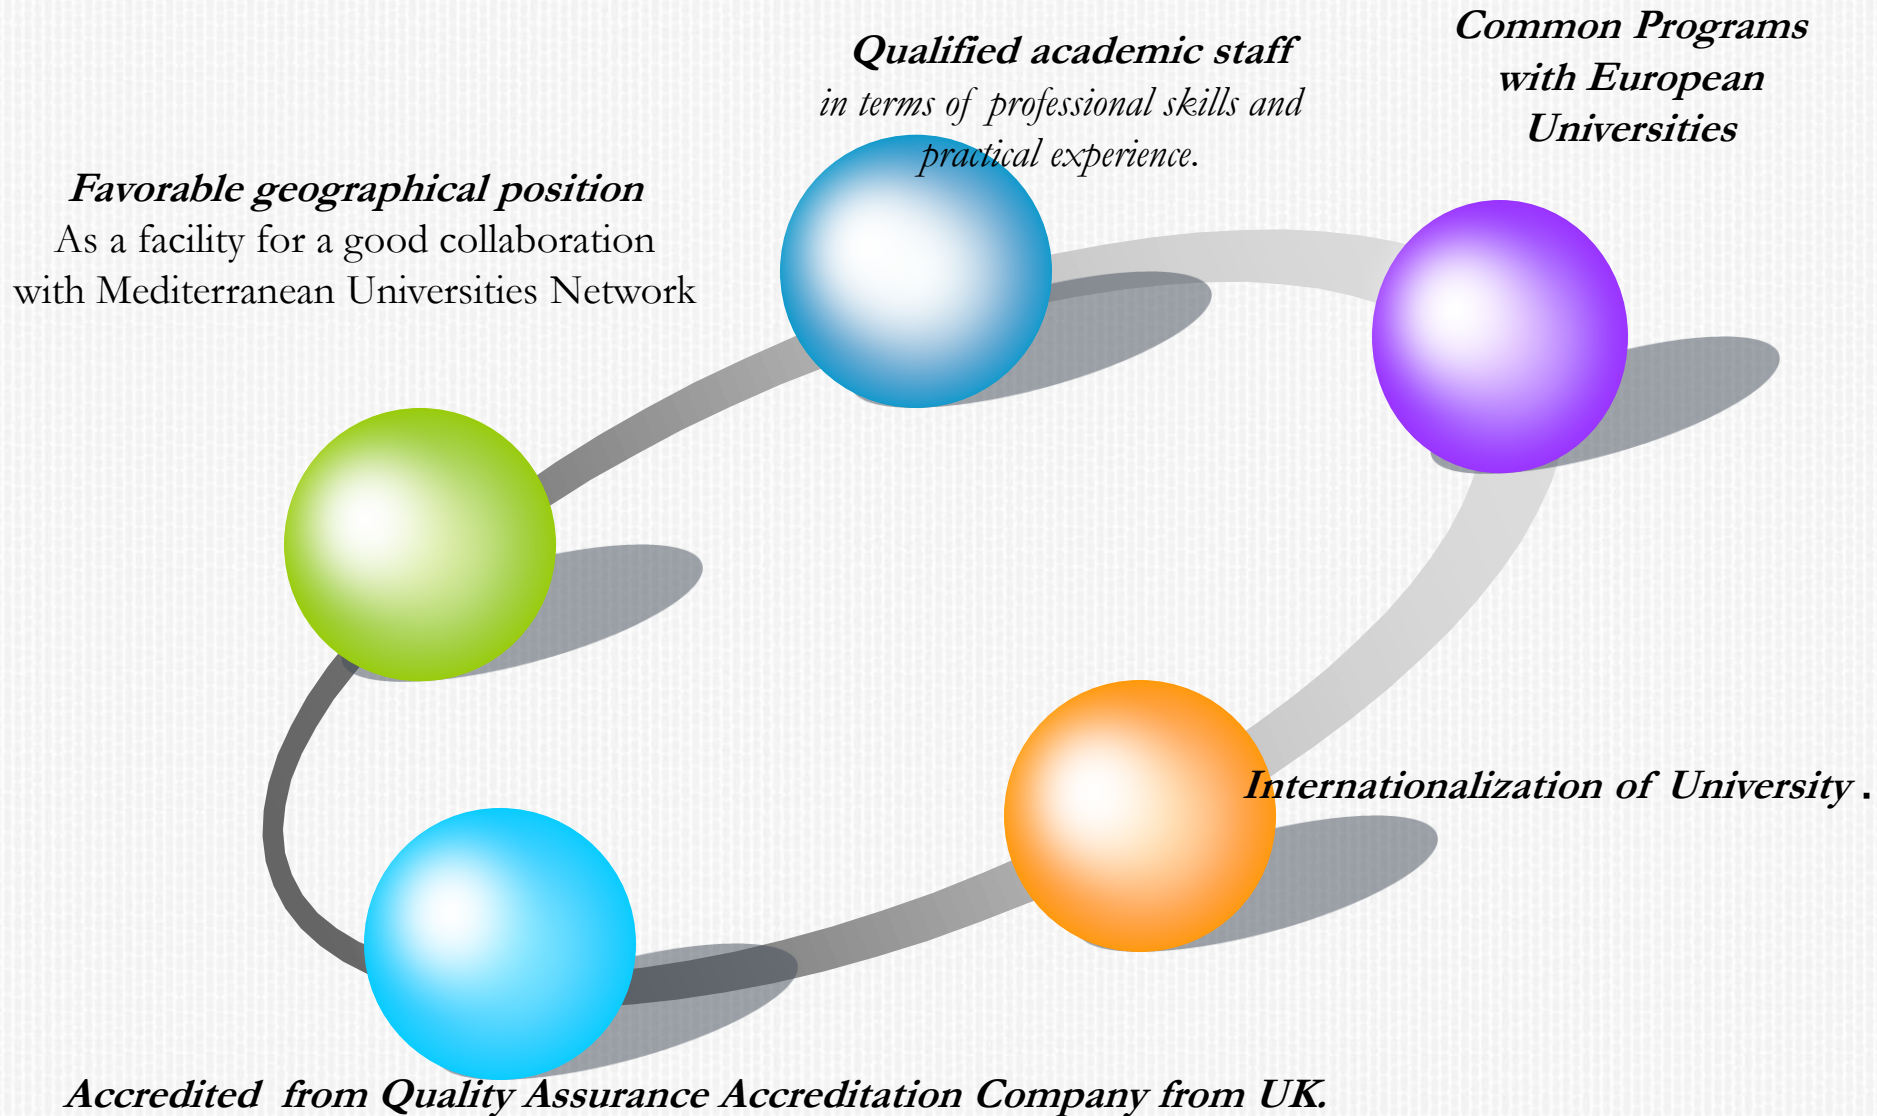 Qualified academic staff
in terms of professional skills and
practical experience.
Common Programs
with European
Universities
Favorable geographical position
As a facility for a good collaboration
with Mediterranean Universities Network
Internationalization of University .
Accredited from Quality Assurance Accreditation Company from UK.